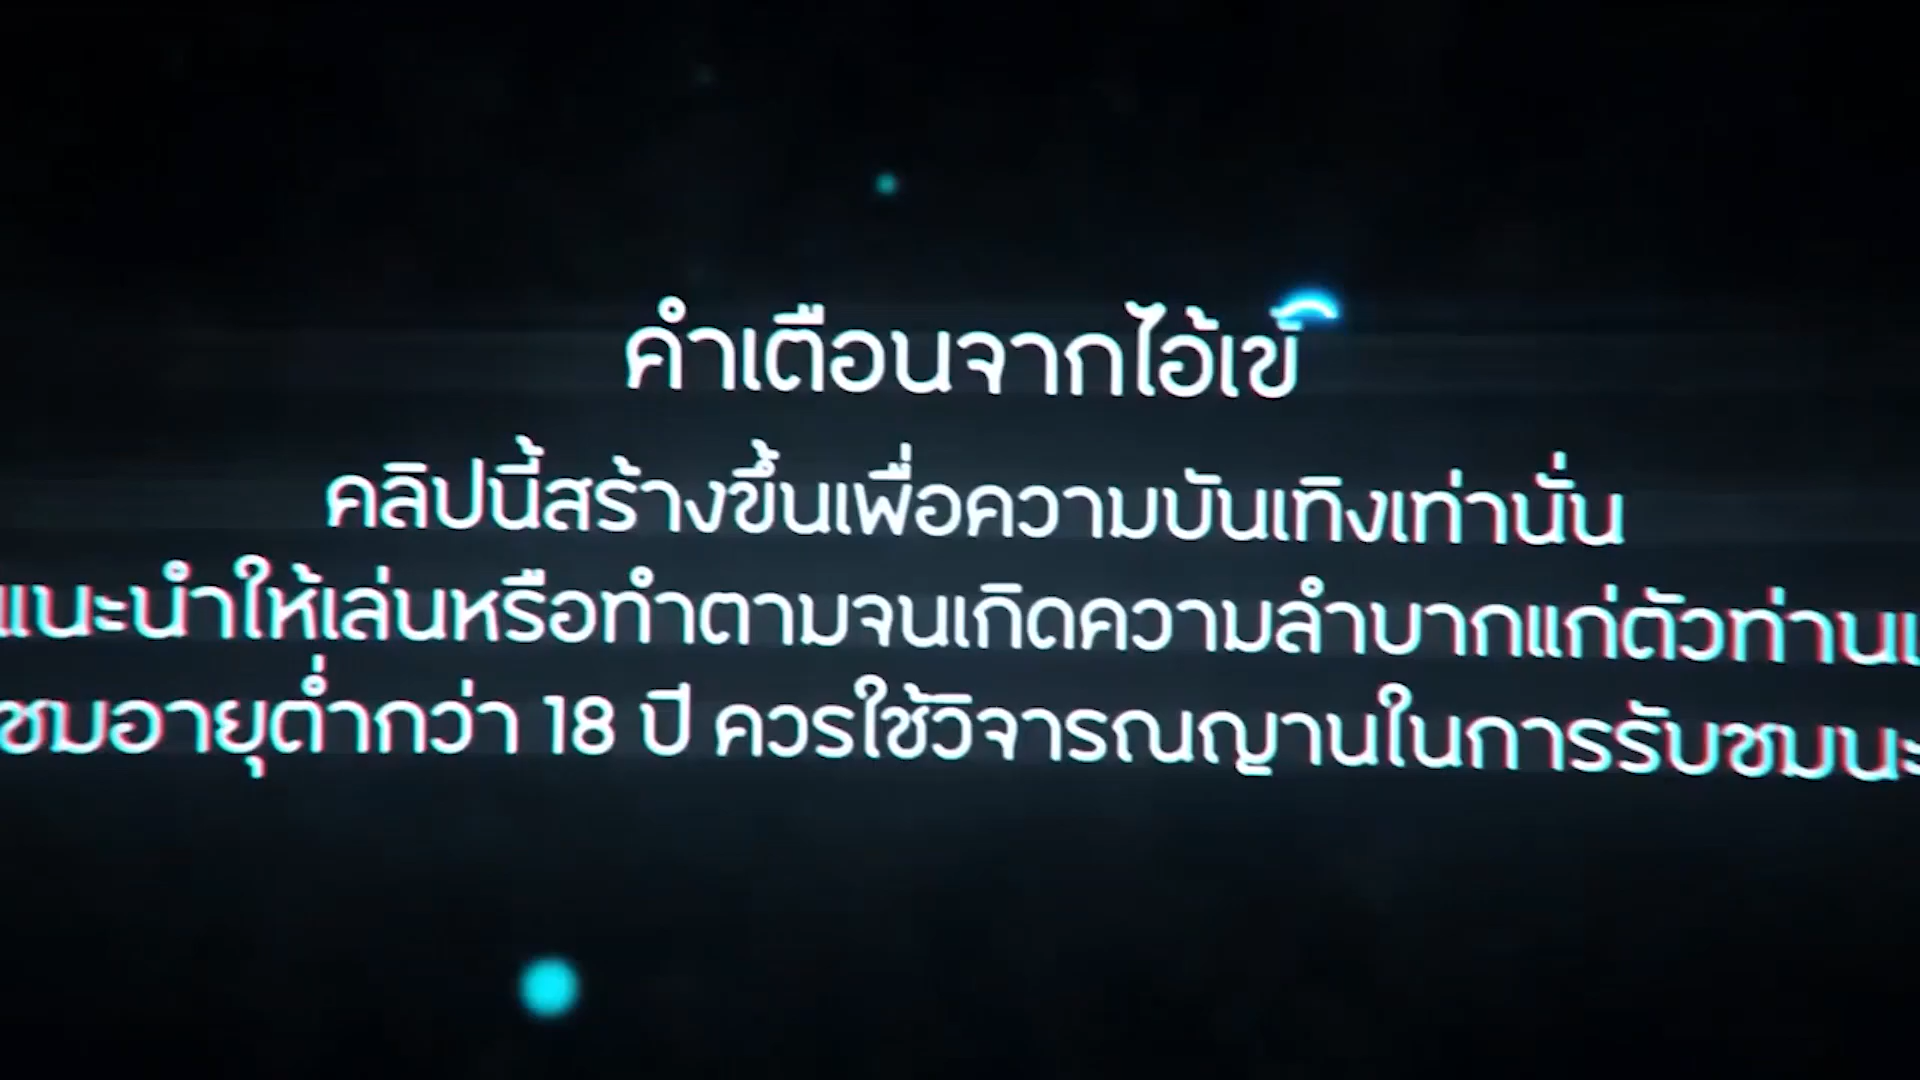 คำเตือนจากไอ้เข้
คลิปนี้สร้างขึ้นเพื่อความบันเทิงเท่านั่น
แนะนำให้เล่นหรือทำตามจนเกิดความลำบากแก่ตัวท่าน
ชมอายุต่ำกว่า 18 ปี ควรใช้วิจารณญานในการรับชมนะ